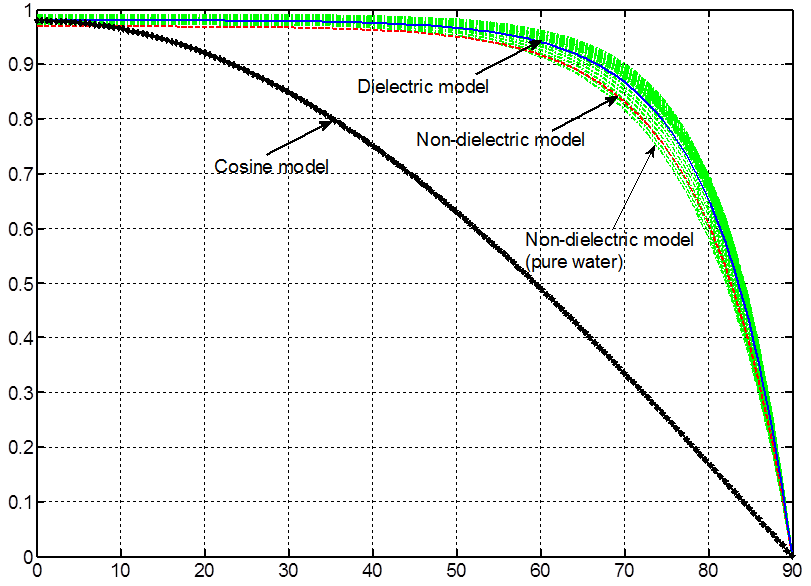 1
0.9
0.8
0.7
0.6
0.5
0.4
0.3
0.2
0.1
0
Dielectric model
Non-dielectric model
Cosine model
Non-dielectric model
(pure water)
0 10 20 30 40 50 60 70 80 90